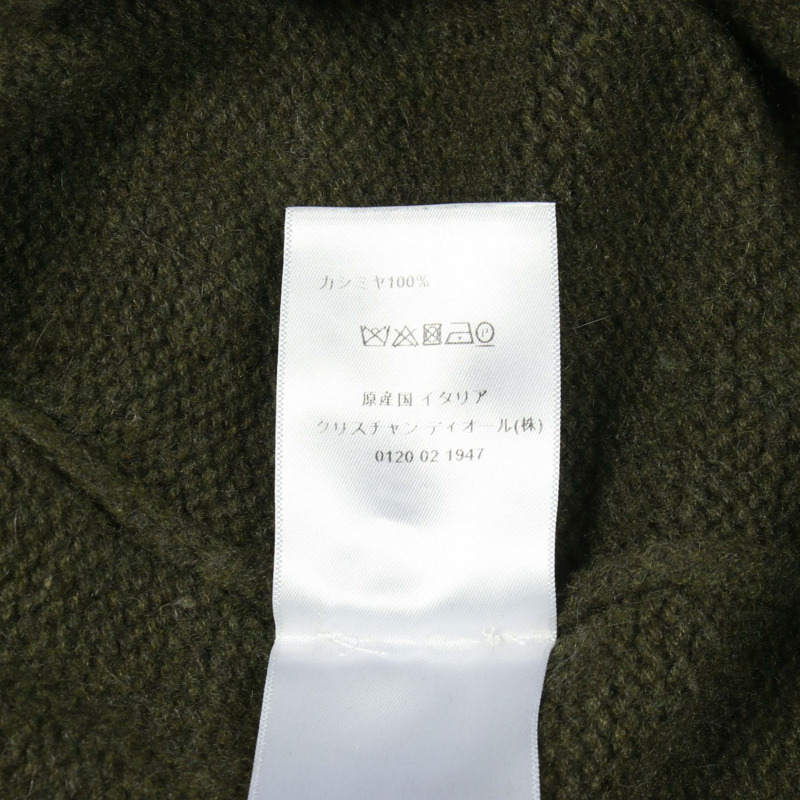 カシミヤ100%
P
原産国 イタリア
クリスチャン ディオール(株)
0120 02 1947